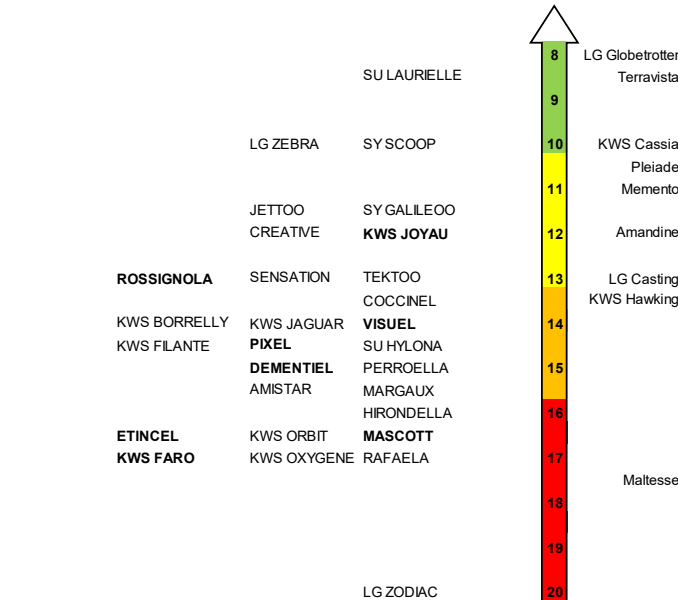 8 LG Globetrotter
SU LAURIELLE Terravista
9
LG ZEBRA SY SCOOP 10 KWS Cassia
Pleiade
11 Memento
JETTOO SY GALILEOO
CREATIVE KWS JOYAU 12 Amandine
ROSSIGNOLA SENSATION TEKTOO 13 LG Casting
COCCINEL KWS Hawking
KWS BORRELLY KWS JAGUAR VISUEL 14
KWS FILANTE PIXEL SU HYLONA
DEMENTIEL PERROELLA 15
AMISTAR MARGAUX
HIRONDELLA 16
ETINCEL KWS ORBIT MASCOTT
KWS FARO KWS OXYGENE RAFAELA 17
Maltesse
18
19
LG ZODIAC 20